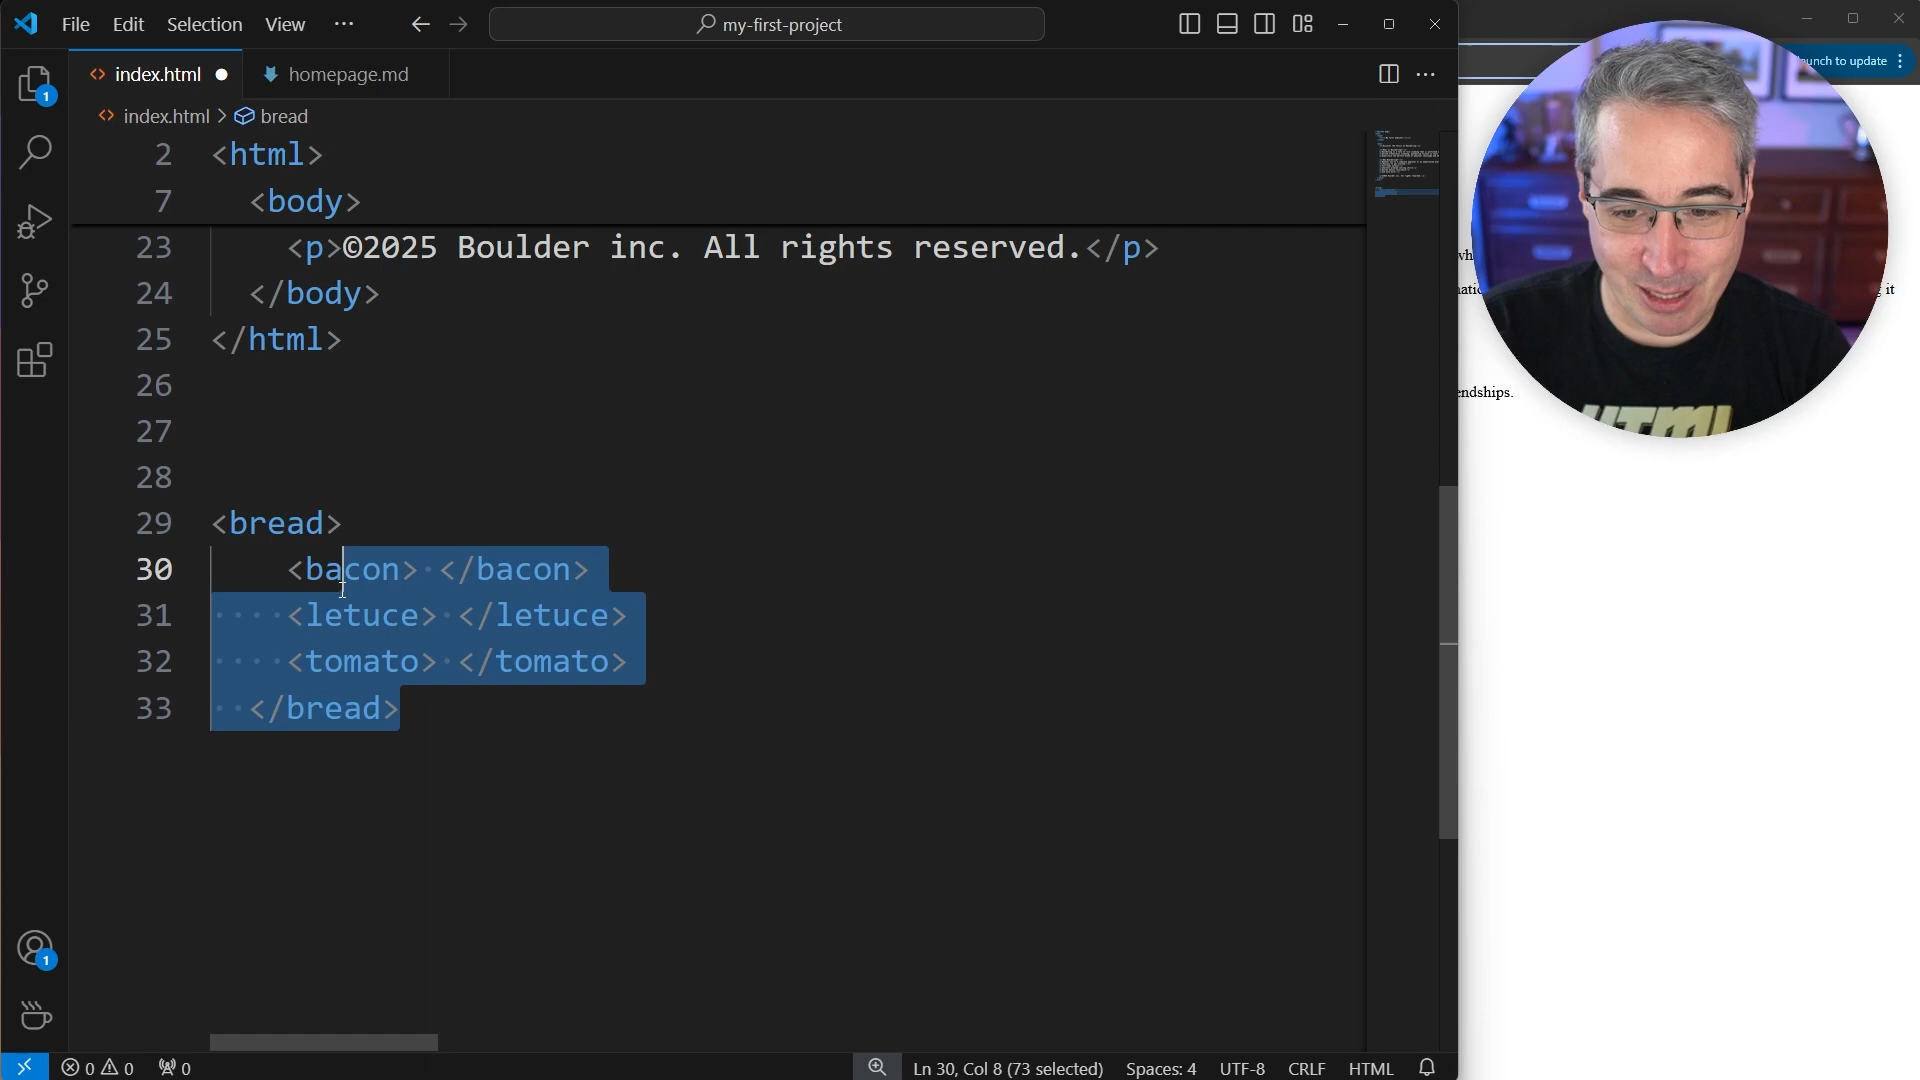 File Edit Selection View ··· my-first-project
index.html homepage.md
index.html > bread
2 <html>
7 <body>
23 <p>©2025 Boulder inc. All rights reserved.</p>
24 </body>
25 </html>
26
27
28
29 <bread>
30 <bacon> </bacon>
31 <letuce> </letuce>
32 <tomato> </tomato>
33 </bread>
1
1
0 0 0 Ln 30, Col 8 (73 selected) Spaces: 4 UTF-8 CRLF HTML
to update
it
endships.
HTML